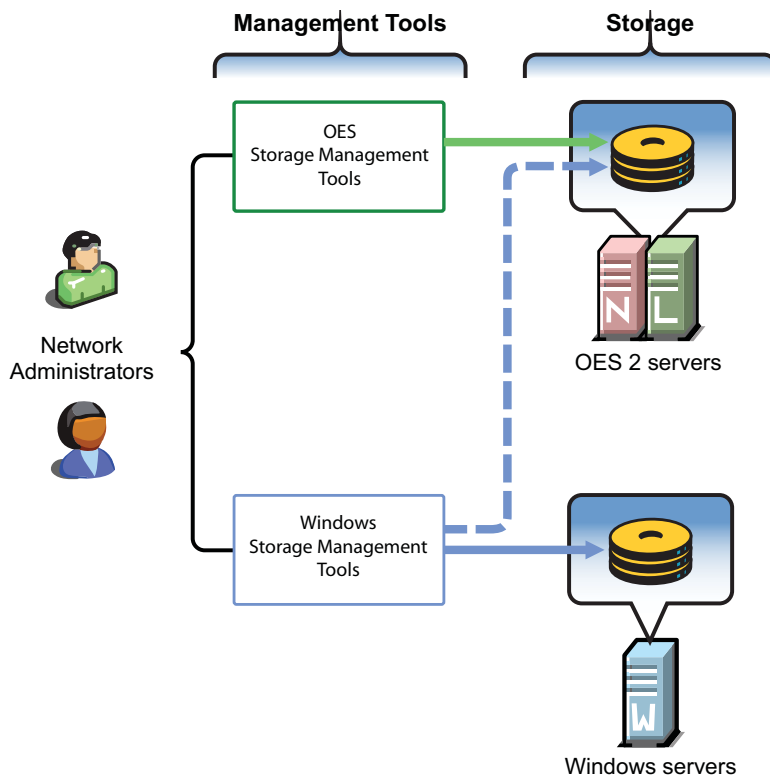 Management Tools
Storage
OES
Storage Management
Tools
N L
OES 2 servers
Network
Administrators
Windows
Storage Management
Tools
W
Windows servers